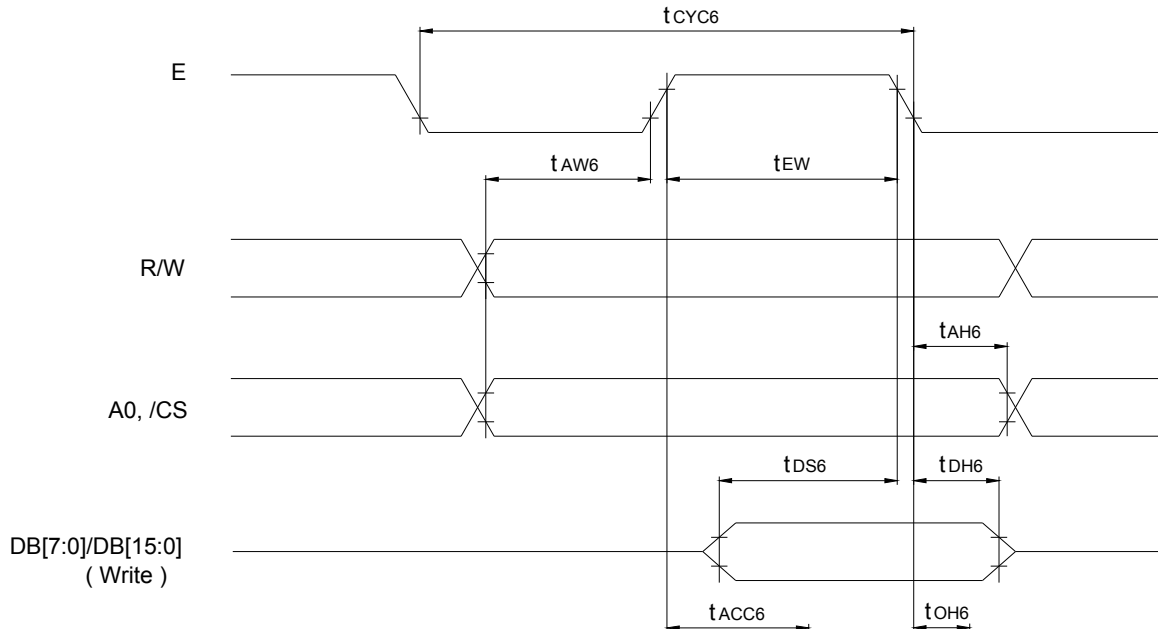 tCYC6
E
tAW6
tEW
R/W
tAH6
A0, /CS
tDS6
tDH6
DB[7:0]/DB[15:0]
( Write )
tACC6
tOH6